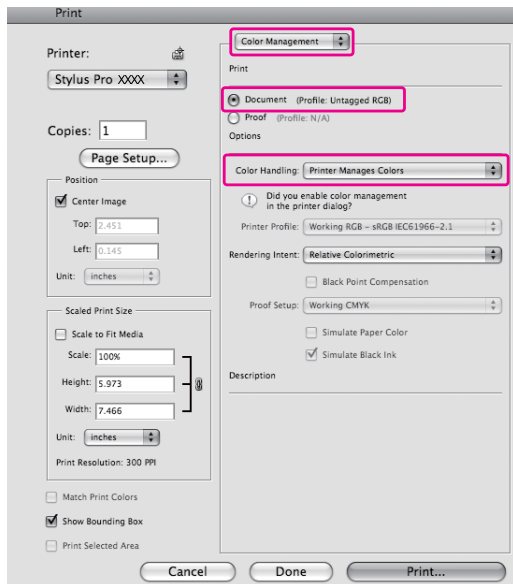 Print
Printer:
Stylus Pro XXXX
Copies: 1
Page Setup...
Position
Center Image
Top: 2.451
Left: 0.145
Unit: inches
Scaled Print Size
Scale to Fit Media
Scale: 100%
Height: 5.973
Width: 7.466
Unit: inches
Print Resolution: 300 PPI
Match Print Colors
Show Bounding Box
Print Selected Area
Color Management
Print
Document (Profile: Untagged RGB)
Proof (Profile: N/A)
Options
Color Handling: Printer Manages Colors
Did you enable color management
in the printer dialog?
Printer Profile: Working RGB - sRGB IEC61966-2.1
Rendering Intent: Relative Colorimetric
Black Point Compensation
Proof Setup: Working CMYK
Simulate Paper Color
Simulate Black Ink
Description
Cancel
Done
Print...